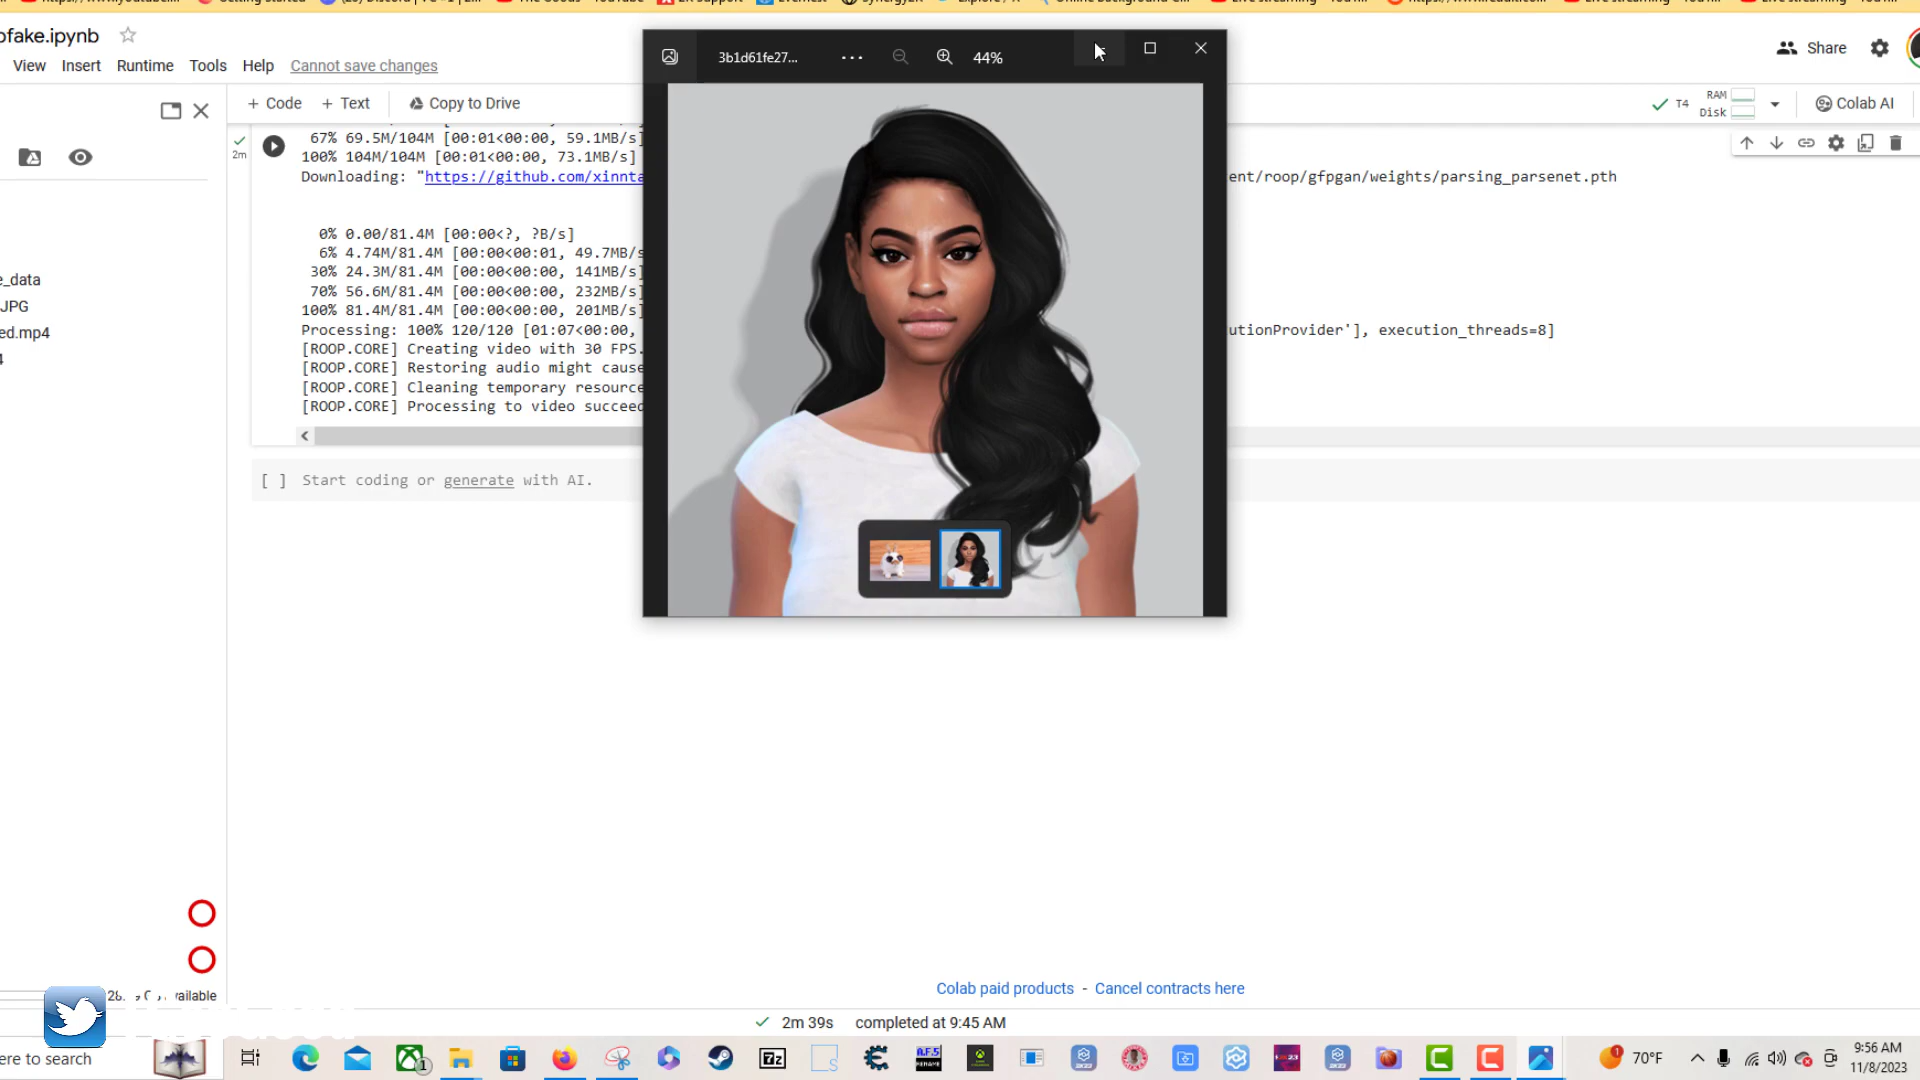 Getting started
ofake.ipynb
Share
View Insert Runtime Tools Help Cannot save changes
3b1d61fe27... ... 44%
+ Code + Text Copy to Drive
T4 RAM Disk Colab AI
2m
67% 69.5M/104M [00:01<00:00, 59.1MB/s]
100% 104M/104M [00:01<00:00, 73.1MB/s]
Downloading: "https://github.com/xinnta ent/roop/gfpgan/weights/parsing_parsenet.pth
0% 0.00/81.4M [00:00<?, ?B/s]
6% 4.74M/81.4M [00:00<00:01, 49.7MB/s
30% 24.3M/81.4M [00:00<00:00, 141MB/s]
70% 56.6M/81.4M [00:00<00:00, 232MB/s]
100% 81.4M/81.4M [00:00<00:00, 201MB/s]
Processing: 100% 120/120 [01:07<00:00, utionProvider'], execution_threads=8]
[ROOP.CORE] Creating video with 30 FPS.
[ROOP.CORE] Restoring audio might cause
[ROOP.CORE] Cleaning temporary resource
[ROOP.CORE] Processing to video succeed
e_data
.JPG
ed.mp4
4
[ ] Start coding or generate with AI.
Colab paid products - Cancel contracts here
2m 39s completed at 9:45 AM
ere to search
70°F
9:56 AM
11/8/2023